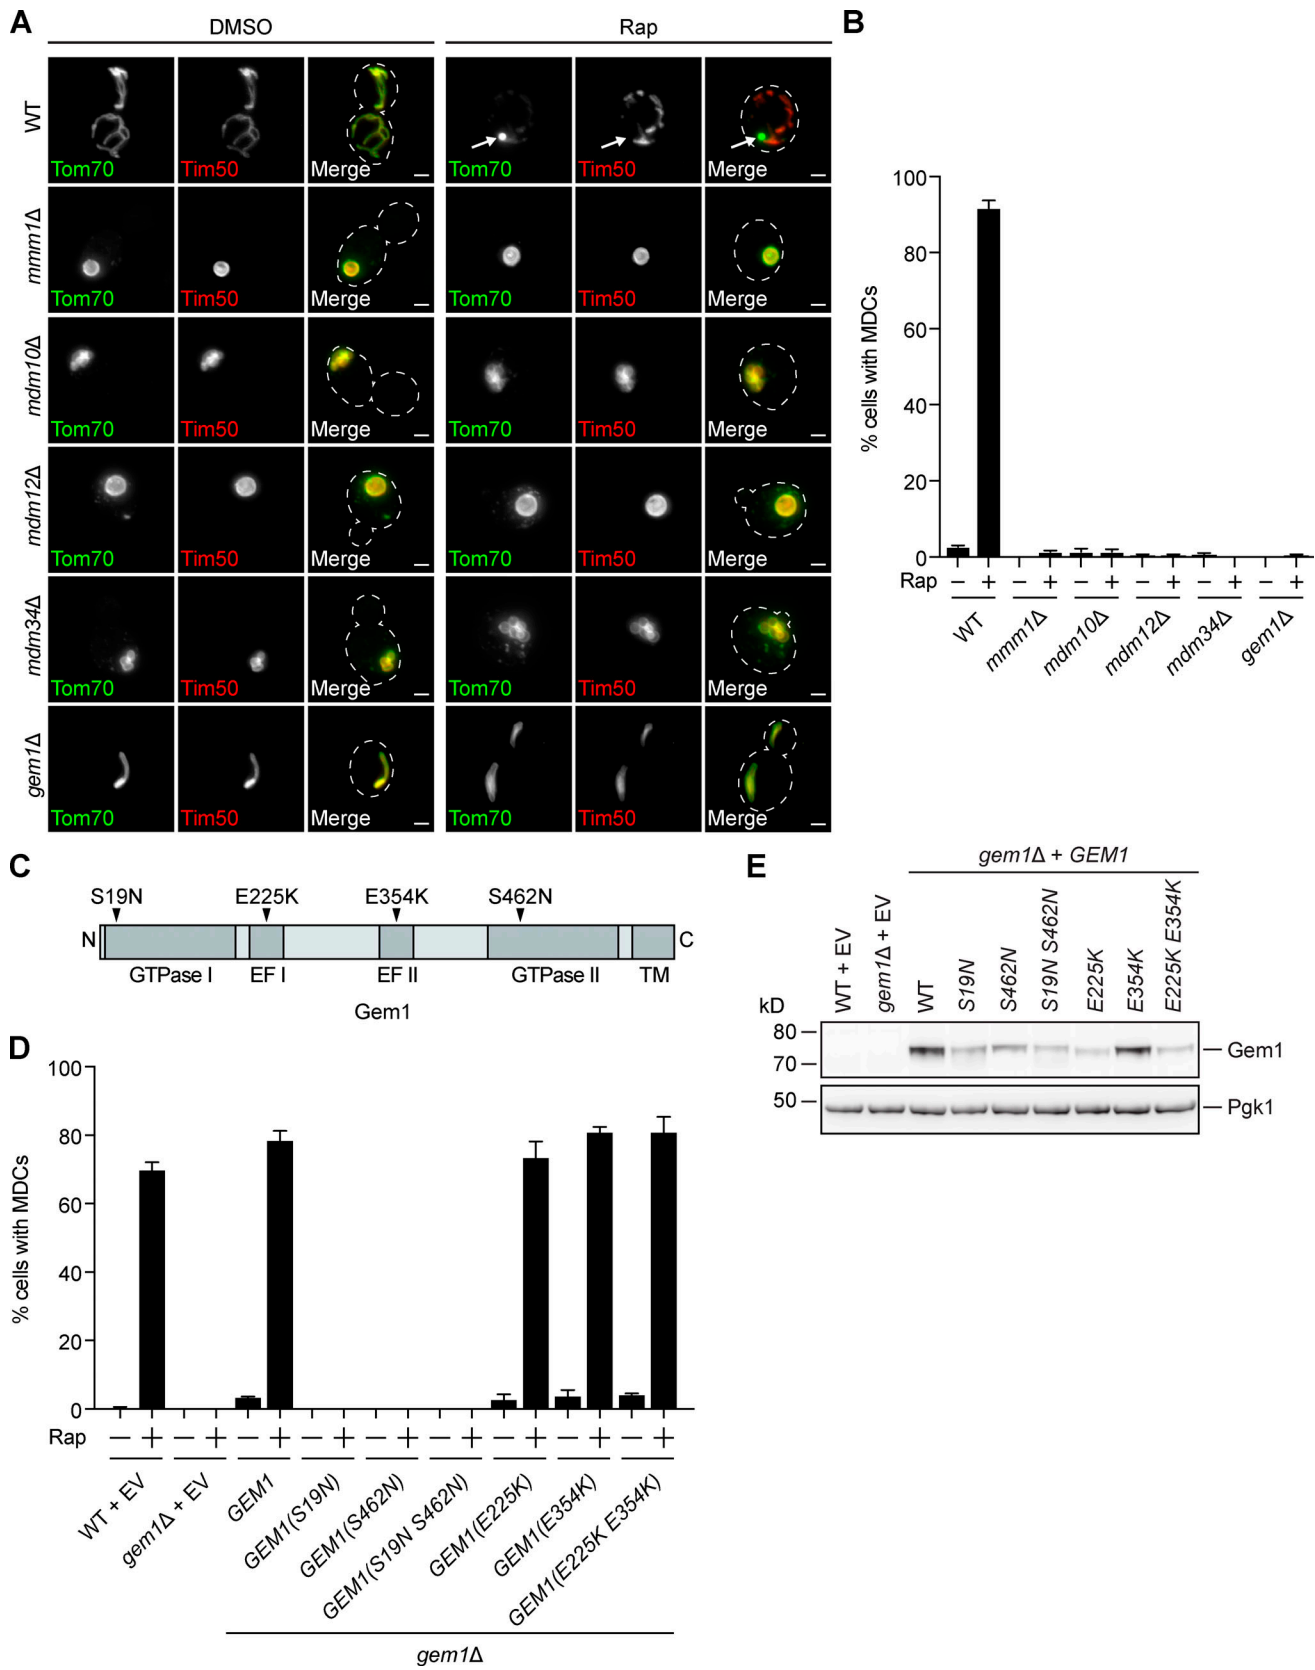 A
DMSO
Rap
WT
Tom70
Tim50
Merge
Tom70
Tim50
Merge
mmm1Δ
Tom70
Tim50
Merge
Tom70
Tim50
Merge
mdm10Δ
Tom70
Tim50
Merge
Tom70
Tim50
Merge
mdm12Δ
Tom70
Tim50
Merge
Tom70
Tim50
Merge
mdm34Δ
Tom70
Tim50
Merge
Tom70
Tim50
Merge
gem1Δ
Tom70
Tim50
Merge
Tom70
Tim50
Merge
B
% cells with MDCs
100
80
60
40
20
0
Rap − + − + − + − + − + − +
WT
mmm1Δ
mdm10Δ
mdm12Δ
mdm34Δ
gem1Δ
C
S19N E225K E354K S462N
N C
GTPase I EF I EF II GTPase II TM
Gem1
D
% cells with MDCs
100
80
60
40
20
0
Rap − + − + − + − + − + − + − + − + − +
WT + EV
gem1Δ + EV
GEM1
GEM1(S19N)
GEM1(S462N)
GEM1(S19N S462N)
GEM1(E225K)
GEM1(E354K)
GEM1(E225K E354K)
gem1Δ
E
gem1Δ + GEM1
WT + EV
gem1Δ + EV
WT
S19N
S462N
S19N S462N
E225K
E354K
E225K E354K
kD
80
70
Gem1
50
Pgk1